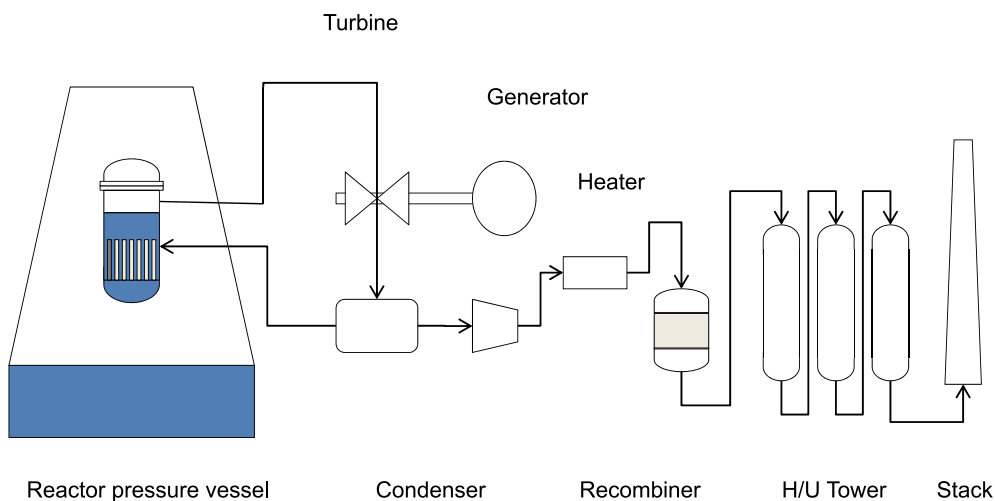 Turbine
Generator
Heater
Reactor pressure vessel
Condenser
Recombiner
H/U Tower
Stack